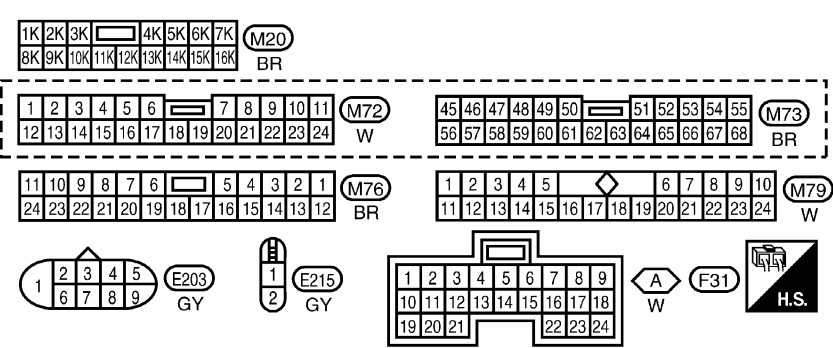 1K 2K 3K 4K 5K 6K 7K
8K 9K 10K 11K 12K 13K 14K 15K 16K
M20
BR
1 2 3 4 5 6 7 8 9 10 11
12 13 14 15 16 17 18 19 20 21 22 23 24
M72
W
45 46 47 48 49 50 51 52 53 54 55
56 57 58 59 60 61 62 63 64 65 66 67 68
M73
BR
11 10 9 8 7 6 5 4 3 2 1
24 23 22 21 20 19 18 17 16 15 14 13 12
M76
BR
1 2 3 4 5 6 7 8 9 10
11 12 13 14 15 16 17 18 19 20 21 22 23 24
M79
W
1 2 3 4 5
6 7 8 9
E203
GY
1
2
E215
GY
1 2 3 4 5 6 7 8 9
10 11 12 13 14 15 16 17 18
19 20 21 22 23 24
A
W
F31
H.S.